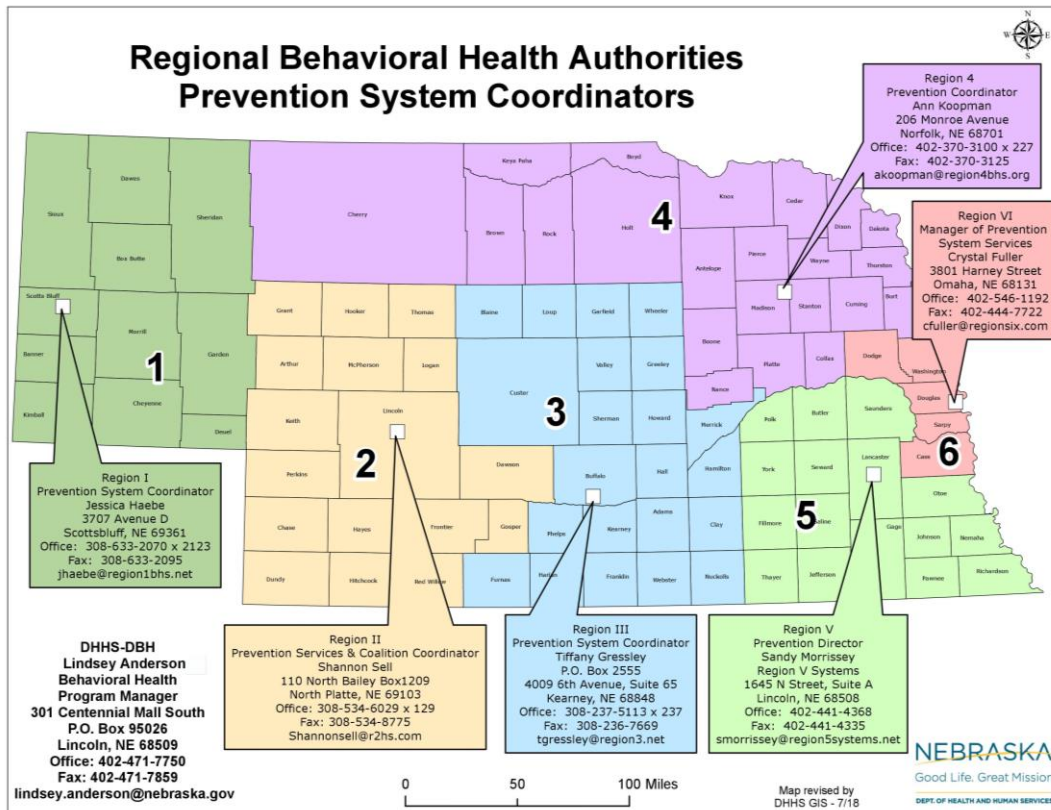 Regional Behavioral Health Authorities
Prevention System Coordinators
N
W
E
S
Region 4
Prevention Coordinator
Ann Koopman
206 Monroe Avenue
Norfolk, NE 68701
Office: 402-370-3100 x 227
Fax: 402-370-3125
akoopman@region4bhs.org
Region VI
Manager of Prevention
System Services
Crystal Fuller
3801 Harney Street
Omaha, NE 68131
Office: 402-546-1192
Fax: 402-444-7722
cfuller@regionsix.com
Sioux
Dawes
Sheridan
Box Butte
Scotts Bluff
Morrill
Garden
Banner
Kimball
Cheyenne
Deuel
1
Cherry
Keya Paha
Boyd
Brown
Rock
Holt
4
Knox
Cedar
Dixon
Dakota
Antelope
Pierce
Wayne
Thurston
Madison
Stanton
Cuming
Burt
Boone
Platte
Colfax
Nance
Grant
Hooker
Thomas
Arthur
McPherson
Logan
Keith
Lincoln
Perkins
Dawson
2
Chase
Hayes
Frontier
Gosper
Dundy
Hitchcock
Red Willow
Blaine
Loup
Garfield
Wheeler
Custer
Valley
Greeley
3
Sherman
Howard
Merrick
Buffalo
Hall
Hamilton
Phelps
Kearney
Adams
Clay
Furnas
Harlan
Franklin
Webster
Nuckolls
Polk
Butler
Saunders
York
Seward
Lancaster
Fillmore
5
Saline
Gage
Otoe
Johnson
Nemaha
Thayer
Jefferson
Pawnee
Richardson
Dodge
Washington
Douglas
Sarpy
Cass
6
Region I
Prevention System Coordinator
Jessica Haebe
3707 Avenue D
Scottsbluff, NE 69361
Office: 308-633-2070 x 2123
Fax: 308-633-2095
jhaebe@region1bhs.net
Region II
Prevention Services & Coalition Coordinator
Shannon Sell
110 North Bailey Box1209
North Platte, NE 69103
Office: 308-534-6029 x 129
Fax: 308-534-8775
Shannonsell@r2hs.com
Region III
Prevention System Coordinator
Tiffany Gressley
P.O. Box 2555
4009 6th Avenue, Suite 65
Kearney, NE 68848
Office: 308-237-5113 x 237
Fax: 308-236-7669
tgressley@region3.net
Region V
Prevention Director
Sandy Morrissey
Region V Systems
1645 N Street, Suite A
Lincoln, NE 68508
Office: 402-441-4368
Fax: 402-441-4335
smorrissey@region5systems.net
DHHS-DBH
Lindsey Anderson
Behavioral Health
Program Manager
301 Centennial Mall South
P.O. Box 95026
Lincoln, NE 68509
Office: 402-471-7750
Fax: 402-471-7859
lindsey.anderson@nebraska.gov
0 50 100 Miles
Map revised by
DHHS GIS - 7/18
NEBRASKA
Good Life. Great Mission.
DEPT. OF HEALTH AND HUMAN SERVICES